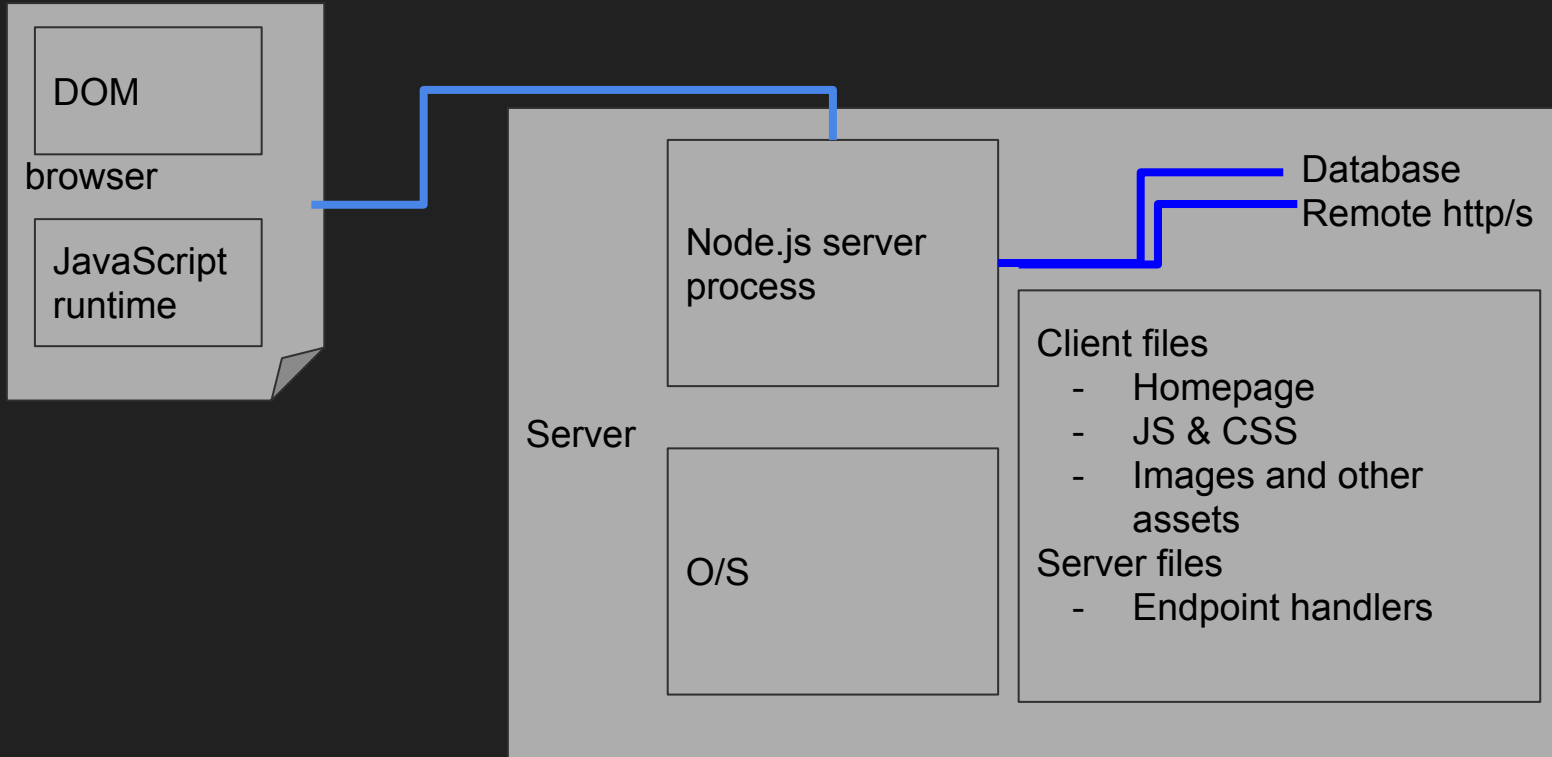 DOM
browser
JavaScript
runtime
Node.js server
process
Database
Remote http/s
Server
O/S
Client files
- Homepage
- JS & CSS
- Images and other
assets
Server files
- Endpoint handlers